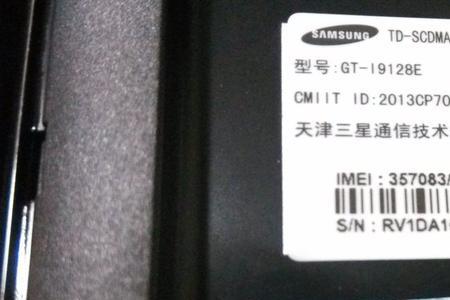 SAMSUNG TD-SCDMA
型号:GT-I9128E
CMIIT ID:2013CP70
天津三星通信技术
IMEI : 357083/
S/N : RV1DA1